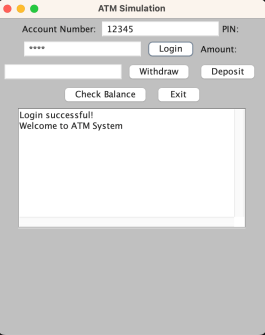 ATM Simulation
Account Number: 12345 PIN:
**** Login Amount:
Withdraw Deposit
Check Balance Exit
Login successful!
Welcome to ATM System